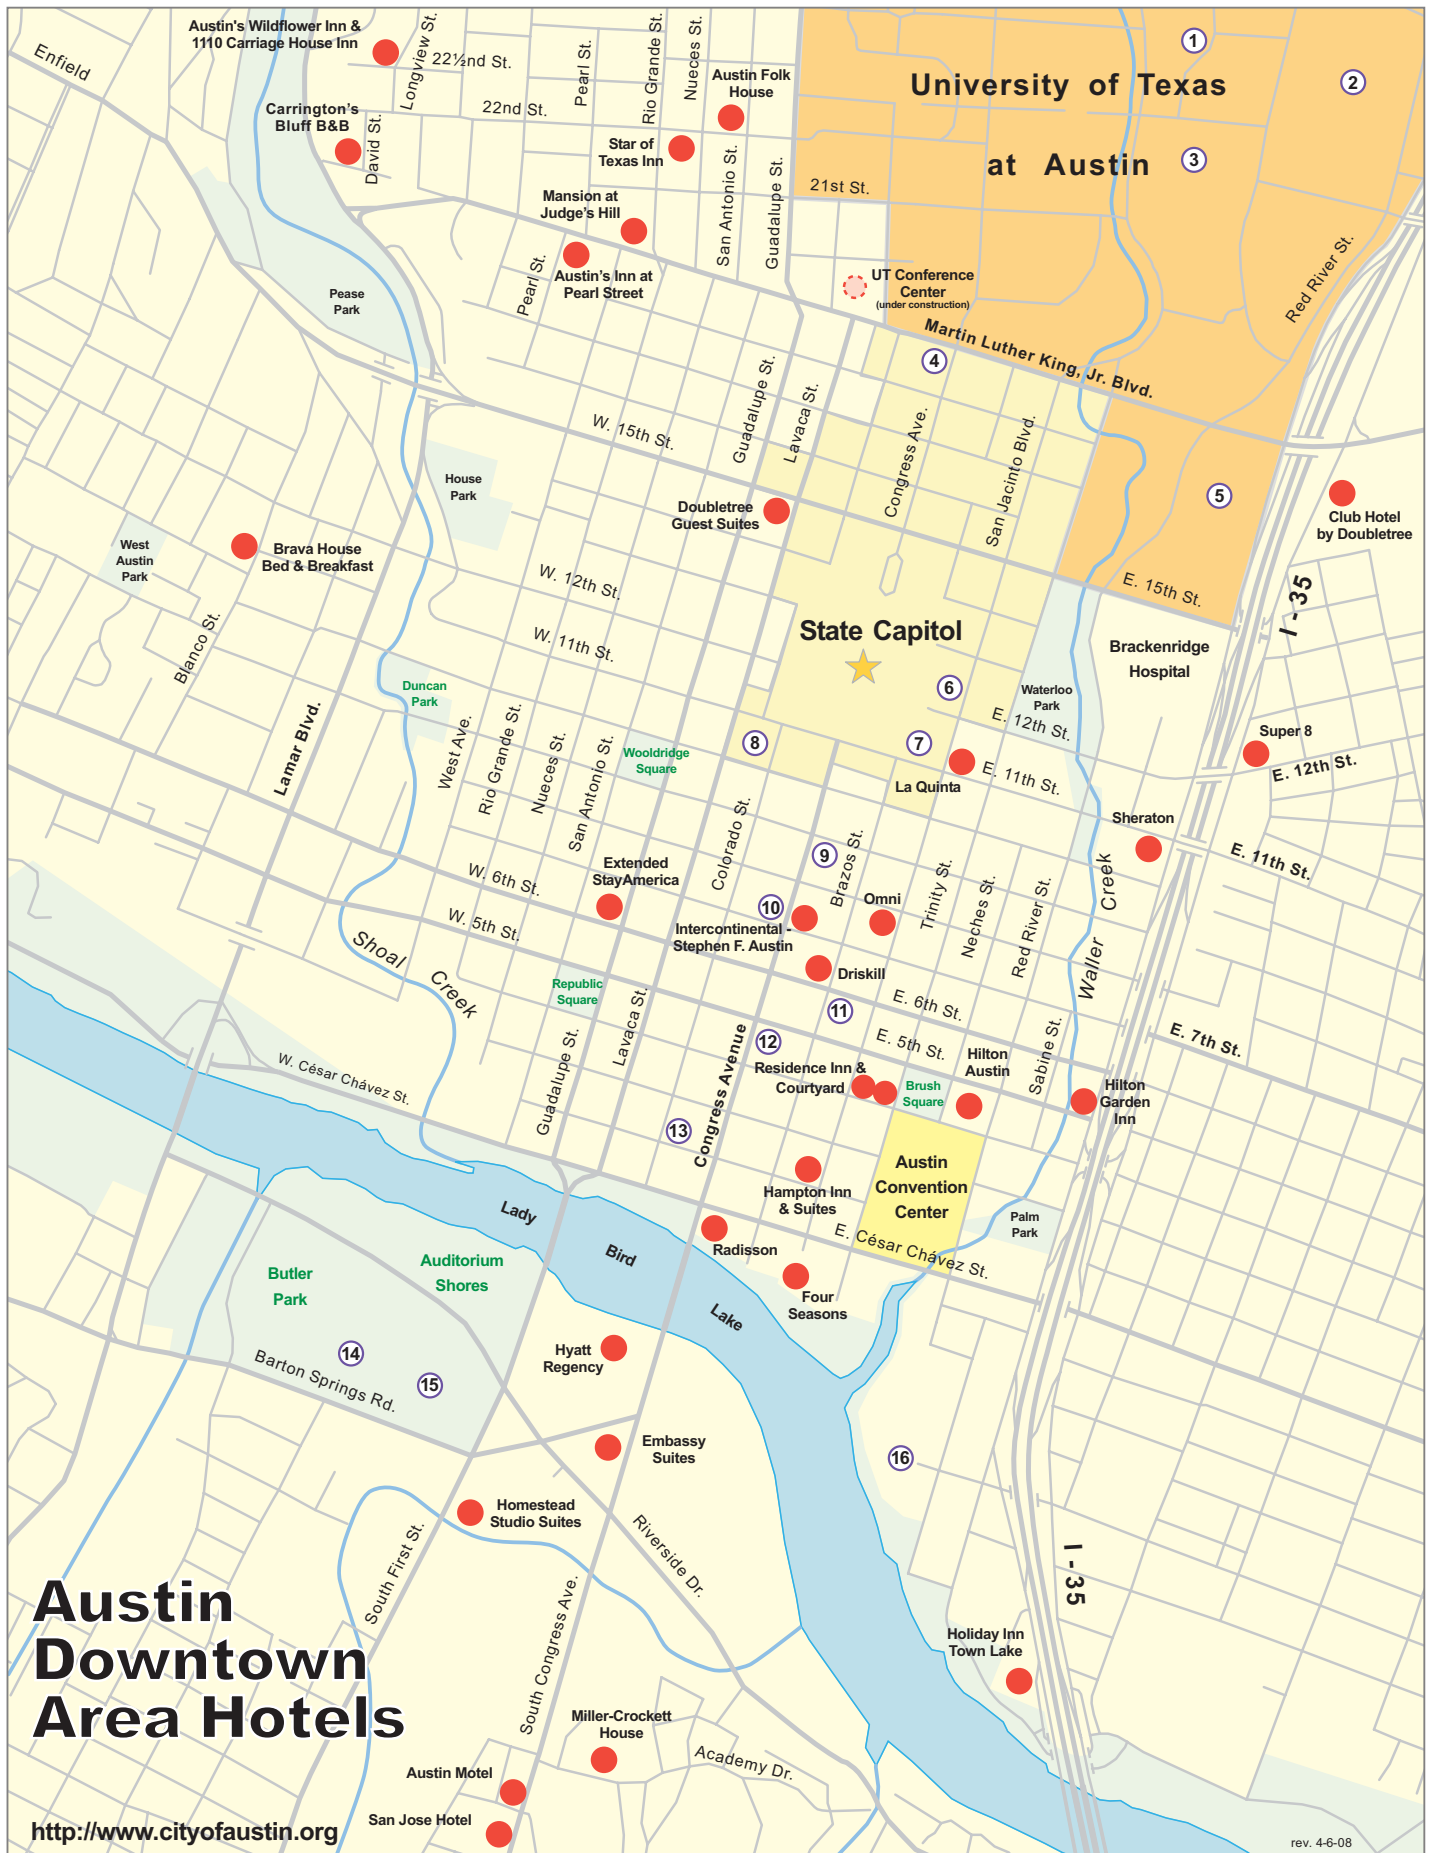 Austin's Wildflower Inn &
1110 Carriage House Inn
Longview St.
22½nd St.
Pearl St.
Rio Grande St.
Nueces St.
Enfield
Austin Folk
House
University of Texas
at Austin
1
2
3
Carrington's
Bluff B&B
David St.
22nd St.
Star of
Texas Inn
San Antonio St.
Guadalupe St.
21st St.
Mansion at
Judge's Hill
Pearl St.
Austin's Inn at
Pearl Street
UT Conference
Center
(under construction)
Red River St.
Pease
Park
Martin Luther King, Jr. Blvd.
4
Guadalupe St.
Lavaca St.
Congress Ave.
San Jacinto Blvd.
W. 15th St.
House
Park
5
Doubletree
Guest Suites
Club Hotel
by Doubletree
West
Austin
Park
Brava House
Bed & Breakfast
W. 12th St.
E. 15th St.
I - 35
Blanco St.
W. 11th St.
State Capitol
Brackenridge
Hospital
Duncan
Park
6
Waterloo
Park
E. 12th St.
Lamar Blvd.
West Ave.
Rio Grande St.
Nueces St.
San Antonio St.
Wooldridge
Square
8
7
La Quinta
E. 11th St.
Super 8
E. 12th St.
Sheraton
E. 11th St.
Colorado St.
9
Brazos St.
Extended
StayAmerica
W. 6th St.
W. 5th St.
10
Intercontinental -
Stephen F. Austin
Omni
Trinity St.
Neches St.
Red River St.
Waller Creek
Shoal Creek
Driskill
Republic
Square
Lavaca St.
Guadalupe St.
11
E. 6th St.
12
E. 5th St.
E. 7th St.
Congress Avenue
W. César Chávez St.
Residence Inn &
Courtyard
Brush
Square
Hilton
Austin
Sabine St.
Hilton
Garden
Inn
13
Hampton Inn
& Suites
Austin
Convention
Center
Palm
Park
E. César Chávez St.
Lady
Bird
Lake
Radisson
Four
Seasons
Butler
Park
Auditorium
Shores
14
15
Barton Springs Rd.
Hyatt
Regency
Embassy
Suites
16
Homestead
Studio Suites
South First St.
Riverside Dr.
South Congress Ave.
I - 35
Holiday Inn
Town Lake
Miller-Crockett
House
Academy Dr.
Austin Motel
San Jose Hotel
Austin
Downtown
Area Hotels
http://www.cityofaustin.org
rev. 4-6-08